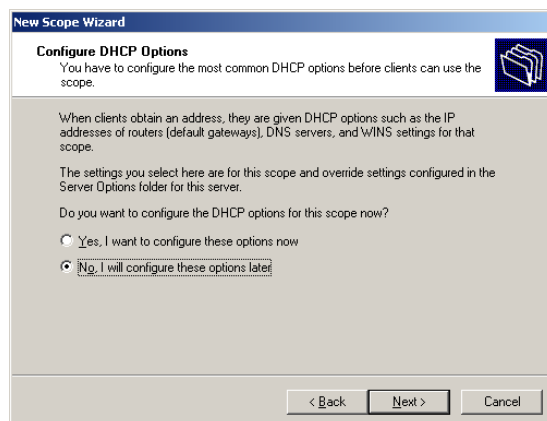 New Scope Wizard
Configure DHCP Options
You have to configure the most common DHCP options before clients can use the
scope.
When clients obtain an address, they are given DHCP options such as the IP
addresses of routers (default gateways), DNS servers, and WINS settings for that
scope.
The settings you select here are for this scope and override settings configured in the
Server Options folder for this server.
Do you want to configure the DHCP options for this scope now?
Yes, I want to configure these options now
No, I will configure these options later
< Back
Next >
Cancel